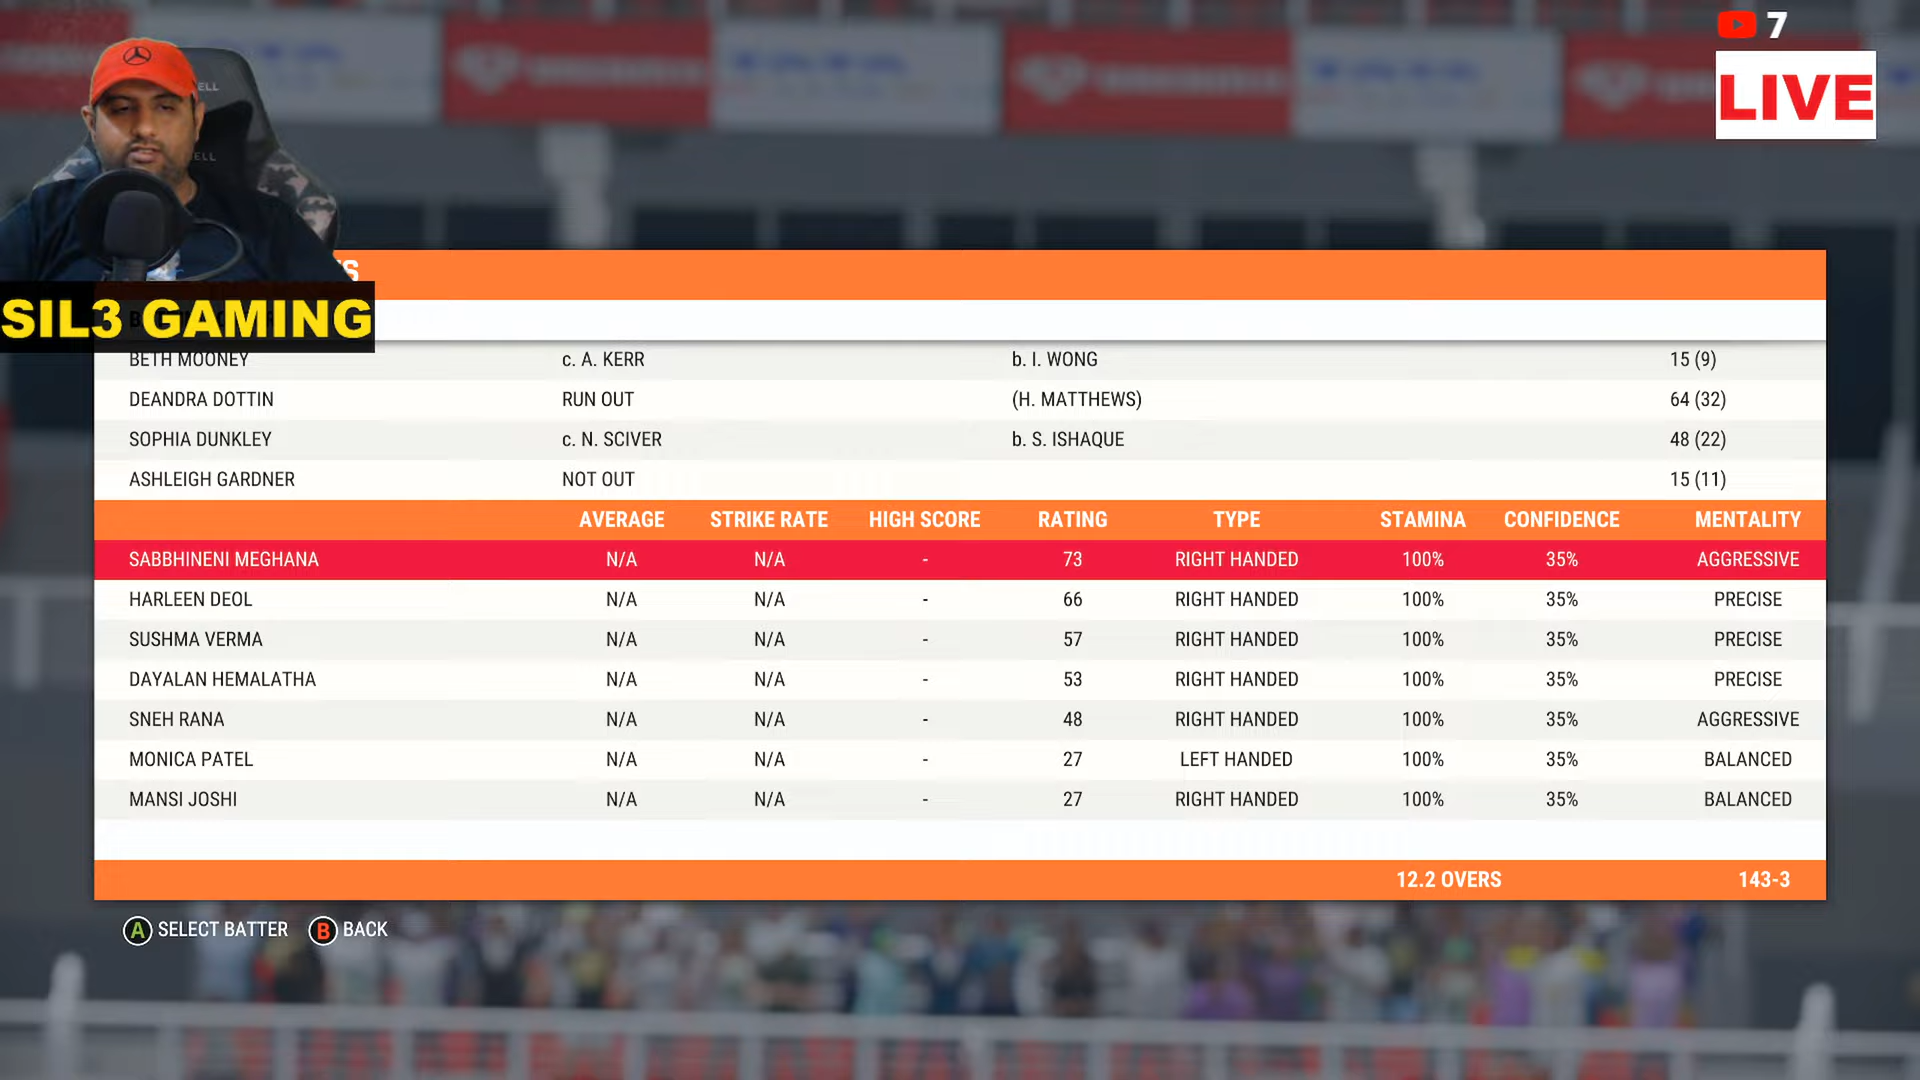 7
LIVE
ELL
ELL
S
SIL3 GAMING
BETH MOONEY c. A. KERR b. I. WONG 15 (9)
DEANDRA DOTTIN RUN OUT (H. MATTHEWS) 64 (32)
SOPHIA DUNKLEY c. N. SCIVER b. S. ISHAQUE 48 (22)
ASHLEIGH GARDNER NOT OUT 15 (11)
AVERAGE STRIKE RATE HIGH SCORE RATING TYPE STAMINA CONFIDENCE MENTALITY
SABBHINENI MEGHANA N/A N/A - 73 RIGHT HANDED 100% 35% AGGRESSIVE
HARLEEN DEOL N/A N/A - 66 RIGHT HANDED 100% 35% PRECISE
SUSHMA VERMA N/A N/A - 57 RIGHT HANDED 100% 35% PRECISE
DAYALAN HEMALATHA N/A N/A - 53 RIGHT HANDED 100% 35% PRECISE
SNEH RANA N/A N/A - 48 RIGHT HANDED 100% 35% AGGRESSIVE
MONICA PATEL N/A N/A - 27 LEFT HANDED 100% 35% BALANCED
MANSI JOSHI N/A N/A - 27 RIGHT HANDED 100% 35% BALANCED
12.2 OVERS 143-3
A SELECT BATTER B BACK